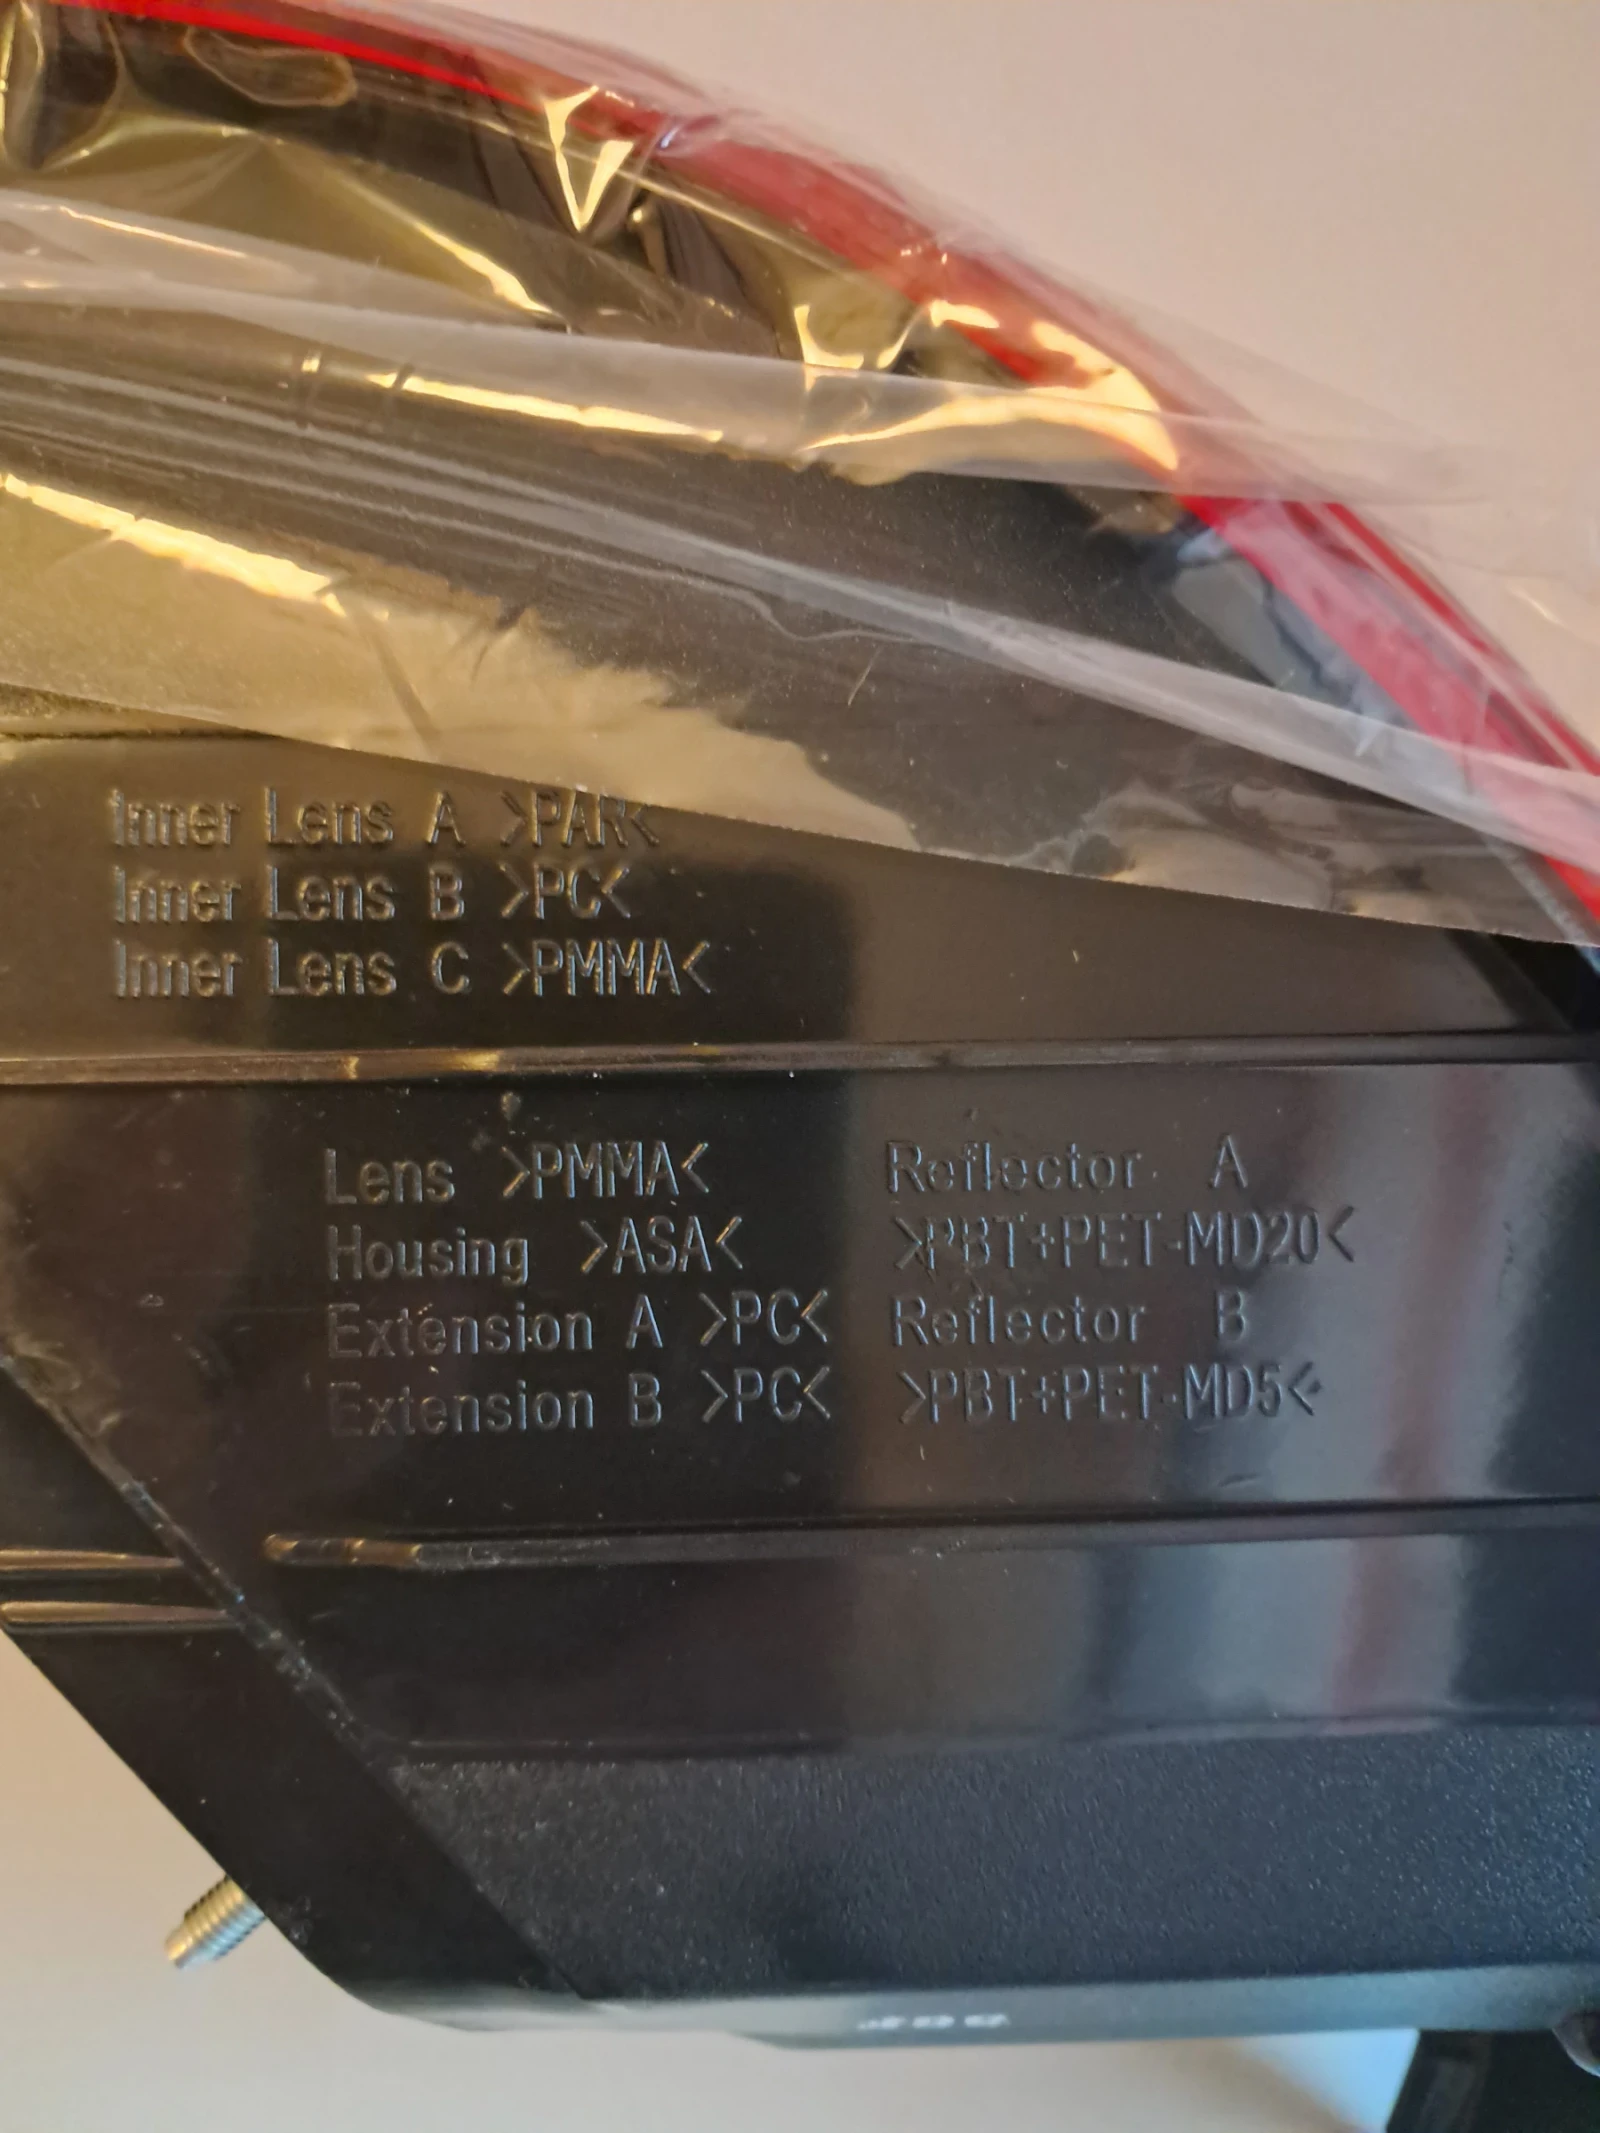 Inner Lens A >PAR<
Inner Lens B >PC<
Inner Lens C >PMMA<
Lens >PMMA<
Housing >ASA<
Extension A >PC<
Extension B >PC<
Reflector A
>PBT+PET-MD20<
Reflector B
>PBT+PET-MD5<